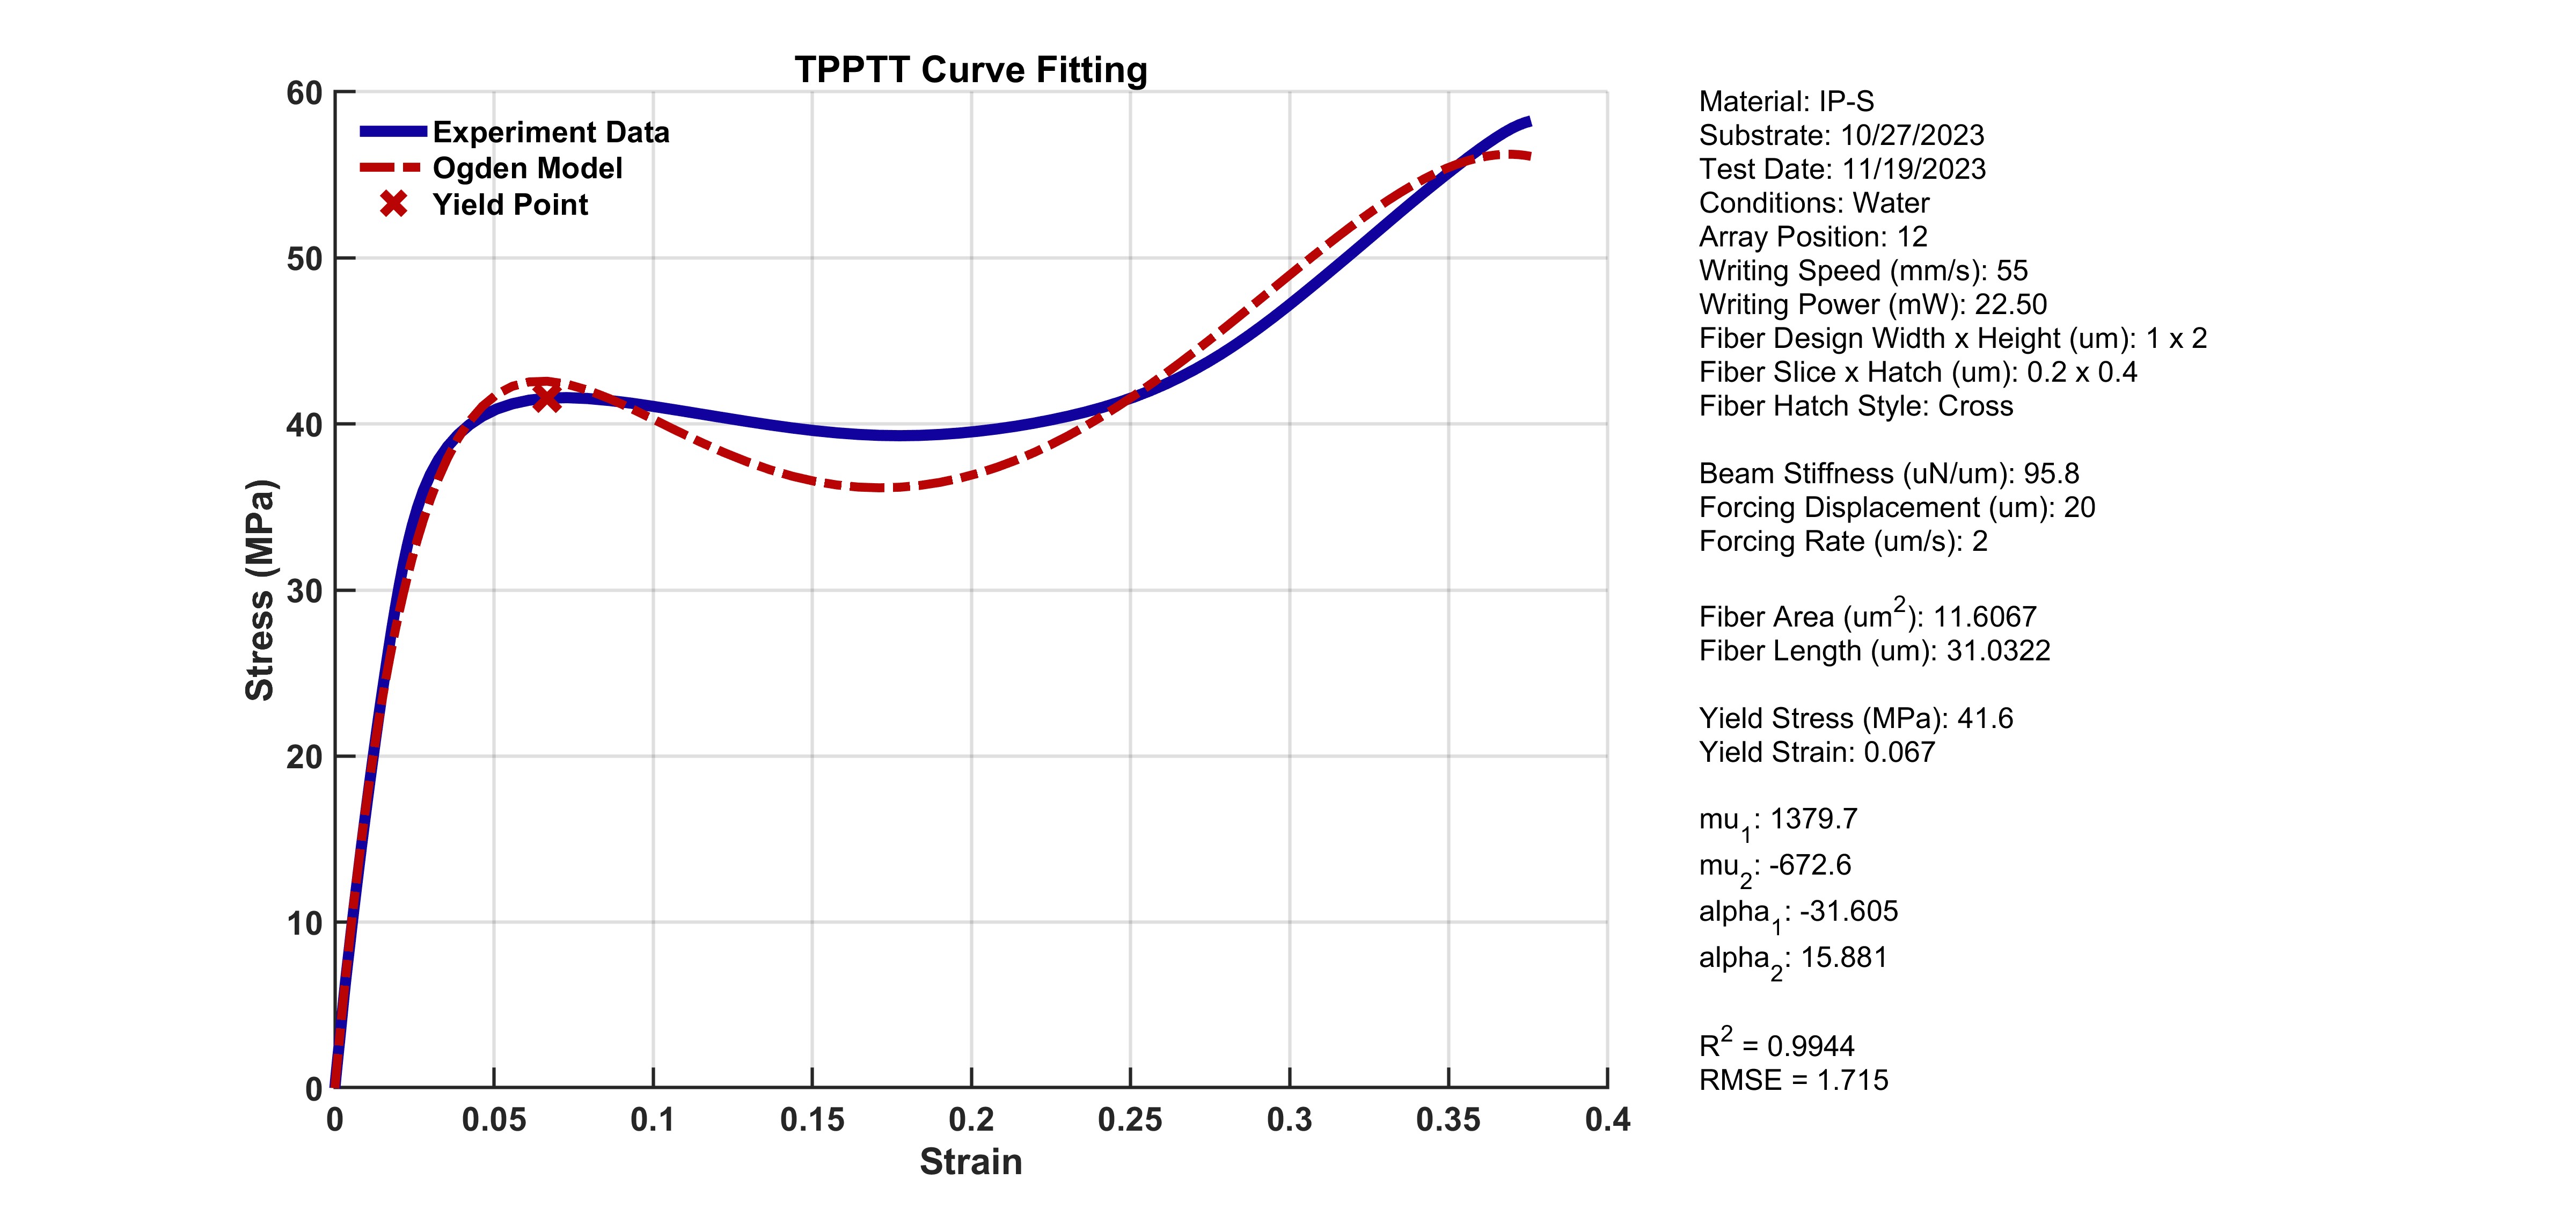 TPPTT Curve Fitting
60
50
40
30
20
10
0
Stress (MPa)
Experiment Data
Ogden Model
Yield Point
0 0.05 0.1 0.15 0.2 0.25 0.3 0.35 0.4
Strain
Material: IP-S
Substrate: 10/27/2023
Test Date: 11/19/2023
Conditions: Water
Array Position: 12
Writing Speed (mm/s): 55
Writing Power (mW): 22.50
Fiber Design Width x Height (um): 1 x 2
Fiber Slice x Hatch (um): 0.2 x 0.4
Fiber Hatch Style: Cross
Beam Stiffness (uN/um): 95.8
Forcing Displacement (um): 20
Forcing Rate (um/s): 2
Fiber Area (um²): 11.6067
Fiber Length (um): 31.0322
Yield Stress (MPa): 41.6
Yield Strain: 0.067
mu₁: 1379.7
mu₂: -672.6
alpha₁: -31.605
alpha₂: 15.881
R² = 0.9944
RMSE = 1.715